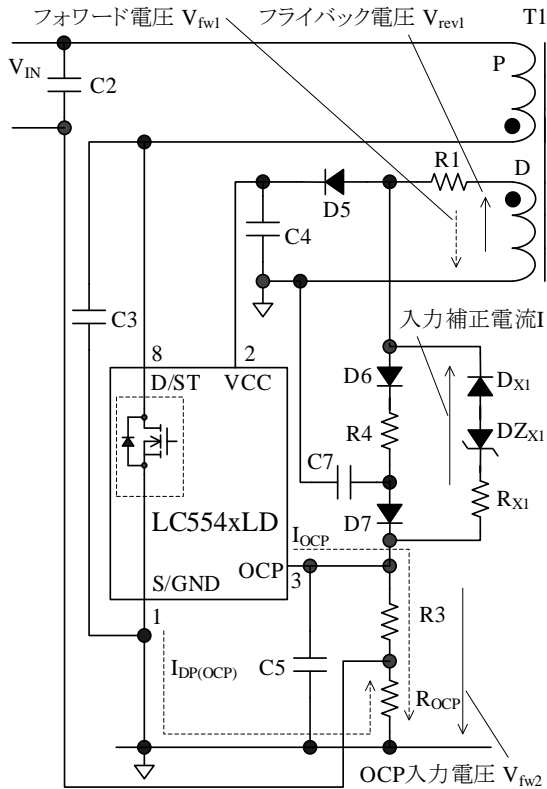 フォワード電圧 Vfw1
フライバック電圧 Vrev1
T1
VIN
C2
P
R1
D
D5
C4
C3
入力補正電流I
8
2
D/ST
VCC
D6
DX1
R4
DZX1
C7
RX1
LC554xLD
D7
IOCP
OCP
3
S/GND
1
R3
C5
IDP(OCP)
ROCP
OCP入力電圧 Vfw2